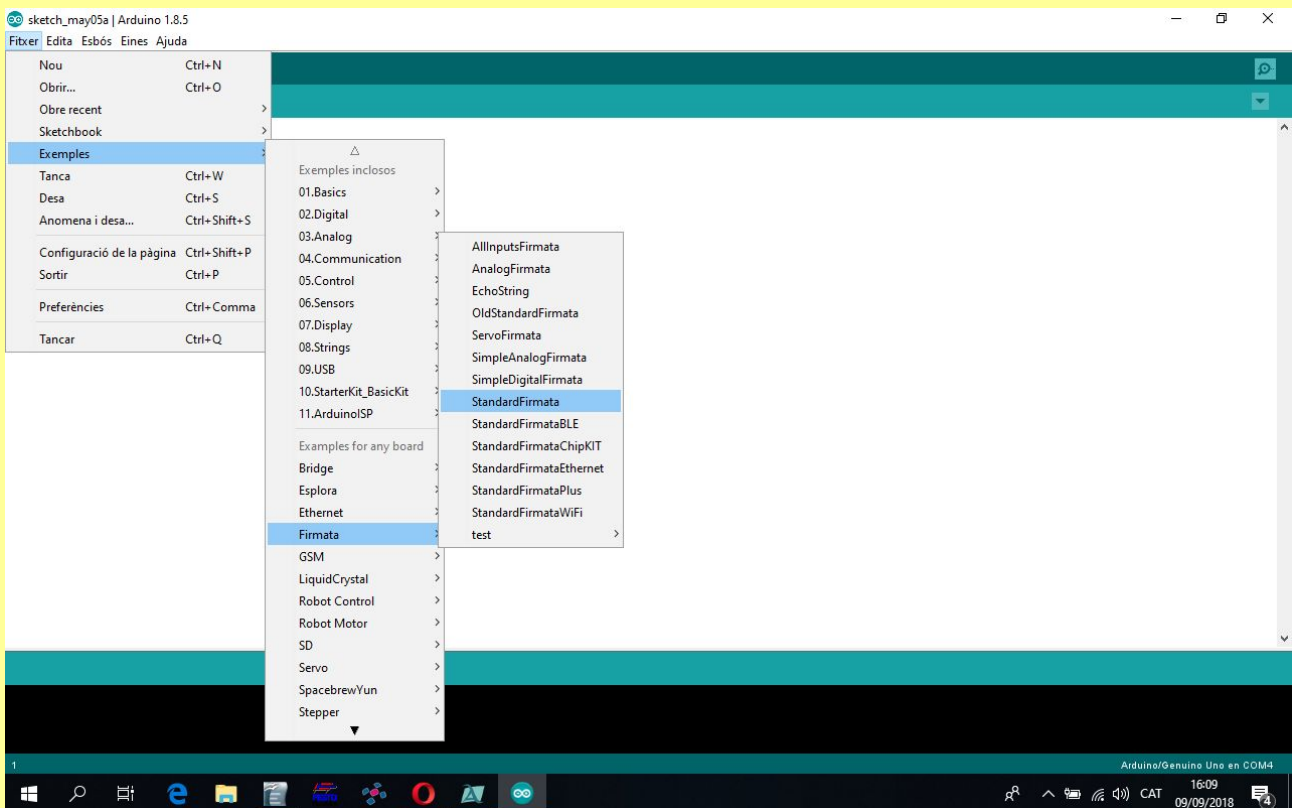 sketch_may05a | Arduino 1.8.5
Fitxer Edita Esbós Eines Ajuda
Nou Ctrl+N
Obrir... Ctrl+O
Obre recent
Sketchbook
Exemples
Tanca Ctrl+W
Desa Ctrl+S
Anomena i desa... Ctrl+Shift+S
Configuració de la pàgina Ctrl+Shift+P
Sortir Ctrl+P
Preferències Ctrl+Comma
Tancar Ctrl+Q
Exemples inclosos
01.Basics
02.Digital
03.Analog
04.Communication
05.Control
06.Sensors
07.Display
08.Strings
09.USB
10.StarterKit_BasicKit
11.ArduinoISP
Examples for any board
Bridge
Esplora
Ethernet
Firmata
GSM
LiquidCrystal
Robot Control
Robot Motor
SD
Servo
SpacebrewYun
Stepper
AllInputsFirmata
AnalogFirmata
EchoString
OldStandardFirmata
ServoFirmata
SimpleAnalogFirmata
SimpleDigitalFirmata
StandardFirmata
StandardFirmataBLE
StandardFirmataChipKIT
StandardFirmataEthernet
StandardFirmataPlus
StandardFirmataWiFi
test
1
Arduino/Genuino Uno en COM4
CAT
16:09
09/09/2018
4